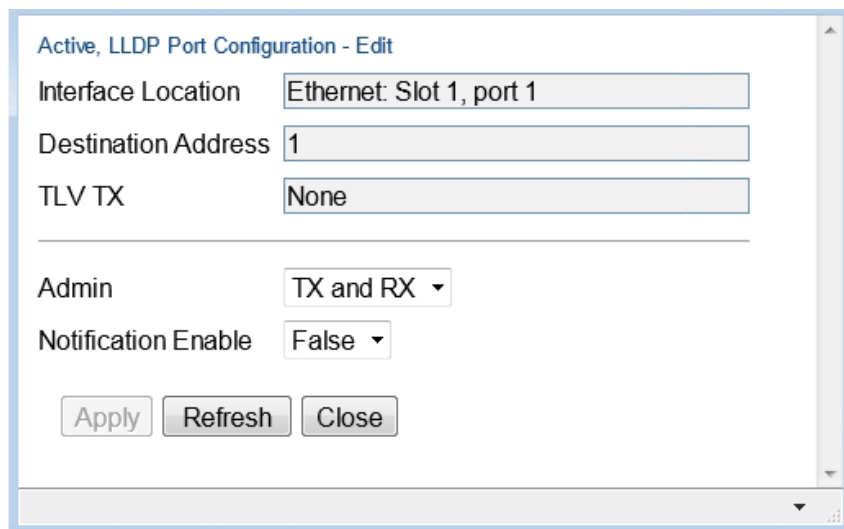 Active, LLDP Port Configuration - Edit
Interface Location Ethernet: Slot 1, port 1
Destination Address 1
TLV TX None
Admin TX and RX
Notification Enable False
Apply Refresh Close